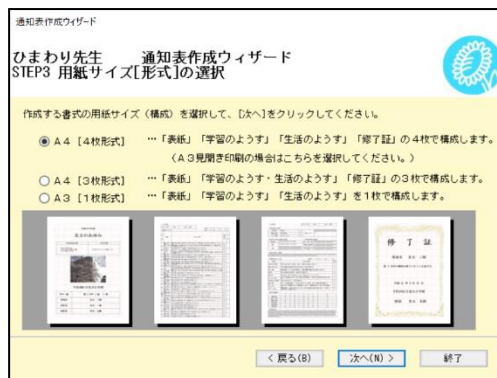 通知表作成ウィザード
ひまわり先生 通知表作成ウィザード
STEP3 用紙サイズ[形式]の選択
作成する書式の用紙サイズ（構成）を選択して、[次へ]をクリックしてください。
A4 [4枚形式] …「表紙」「学習のようす」「生活のようす」「修了証」の4枚で構成します。
（A3見開き印刷の場合はこちらを選択してください。）
A4 [3枚形式] …「表紙」「学習のようす・生活のようす」「修了証」の3枚で構成します。
A3 [1枚形式] …「表紙」「学習のようす」「生活のようす」を1枚で構成します。
修了証
< 戻る(B) 次へ(N) > 終了